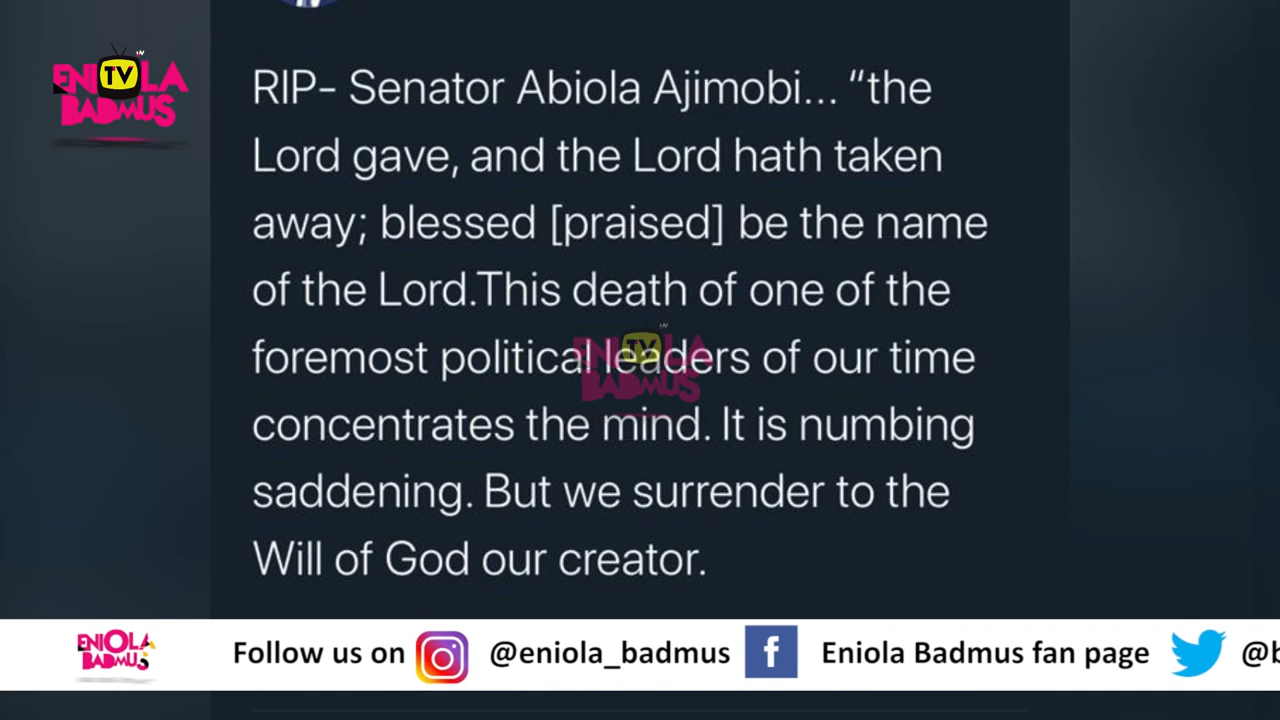 ENIOLA
TV
BADMUS
RIP- Senator Abiola Ajimobi... “the
Lord gave, and the Lord hath taken
away; blessed [praised] be the name
of the Lord.This death of one of the
foremost political leaders of our time
concentrates the mind. It is numbing
saddening. But we surrender to the
Will of God our creator.
ENIOLA
TV
BADMUS
ENIOLA
BADMUS
Follow us on @eniola_badmus f Eniola Badmus fan page @b